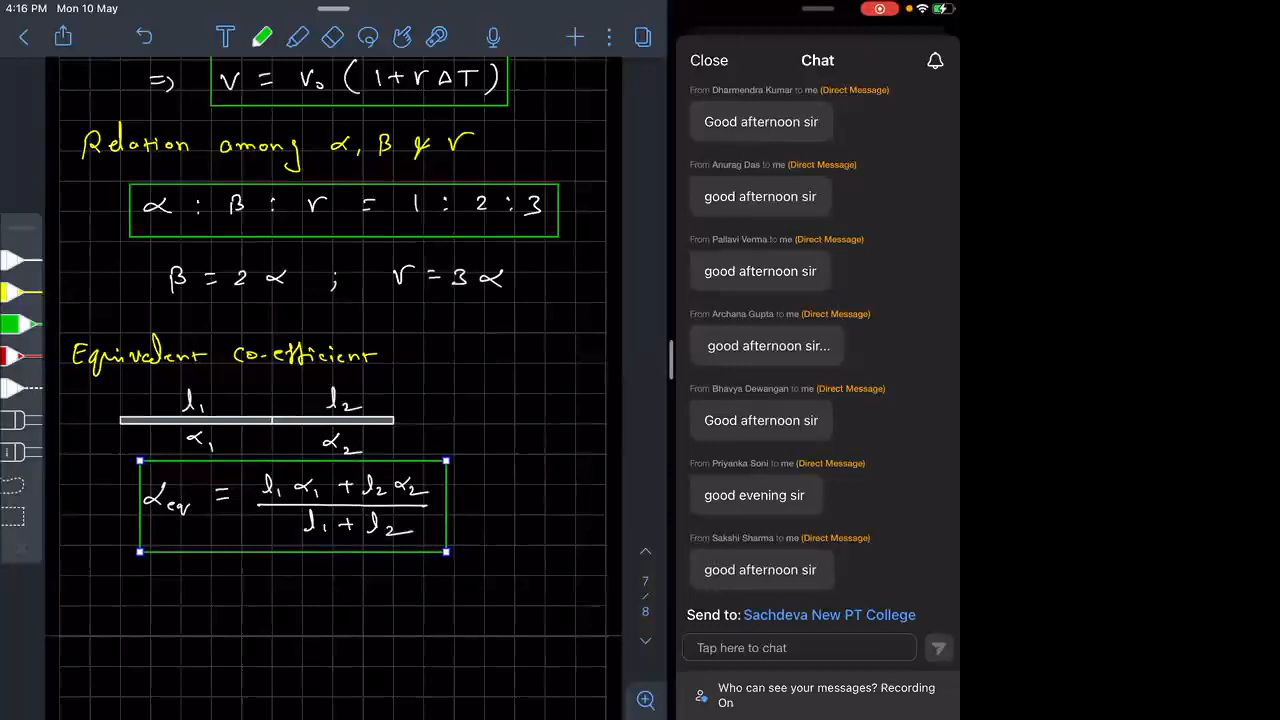 4:16 PM Mon 10 May
⇒ V = V₀ (1 + γ ΔT)
Relation among α, β & γ
α : β : γ = 1 : 2 : 3
β = 2α ; γ = 3α
Equivalent co-efficient
l₁ l₂
α₁ α₂
α_eq = (l₁ α₁ + l₂ α₂) / (l₁ + l₂)
7
/
8
Close Chat
From Dharmendra Kumar to me (Direct Message)
Good afternoon sir
From Anurag Das to me (Direct Message)
good afternoon sir
From Pallavi Verma to me (Direct Message)
good afternoon sir
From Archana Gupta to me (Direct Message)
good afternoon sir...
From Bhavya Dewangan to me (Direct Message)
Good afternoon sir
From Priyanka Soni to me (Direct Message)
good evening sir
From Sakshi Sharma to me (Direct Message)
good afternoon sir
Send to: Sachdeva New PT College
Tap here to chat
Who can see your messages? Recording
On